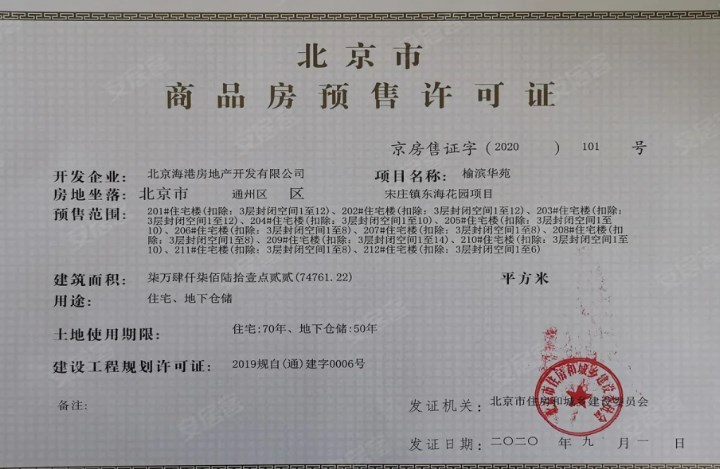 北京市
商品房预售许可证
京房售证字(2020)101号
开发企业: 北京海港房地产开发有限公司 项目名称: 榆滨华苑
房地坐落: 北京市 通州区 区 宋庄镇东海花园项目
预售范围: 201#住宅楼(扣除: 3层封闭空间1至12)、202#住宅楼(扣除: 3层封闭空间1至12)、203#住宅楼(扣除:
3层封闭空间1至12)、204#住宅楼(扣除: 3层封闭空间1至10)、205#住宅楼(扣除: 3层封闭空间1至
10)、206#住宅楼(扣除: 3层封闭空间1至8)、207#住宅楼(扣除: 3层封闭空间1至8)、208#住宅楼(扣
除: 3层封闭空间1至8)、209#住宅楼(扣除: 3层封闭空间1至14)、210#住宅楼(扣除: 3层封闭空间1至
10)、211#住宅楼(扣除: 3层封闭空间1至8)、212#住宅楼(扣除: 3层封闭空间1至6)
建筑面积: 柒万肆仟柒佰陆拾壹点贰贰(74761.22) 平方米
用途: 住宅、地下仓储
土地使用期限: 住宅:70年、地下仓储:50年
建设工程规划许可证: 2019规自(通)建字0006号
备注:
发证机关: 北京市住房和城乡建设委员会
发证日期: 二〇二〇 年 九 月 一 日
北京市住房和城乡建设委员会